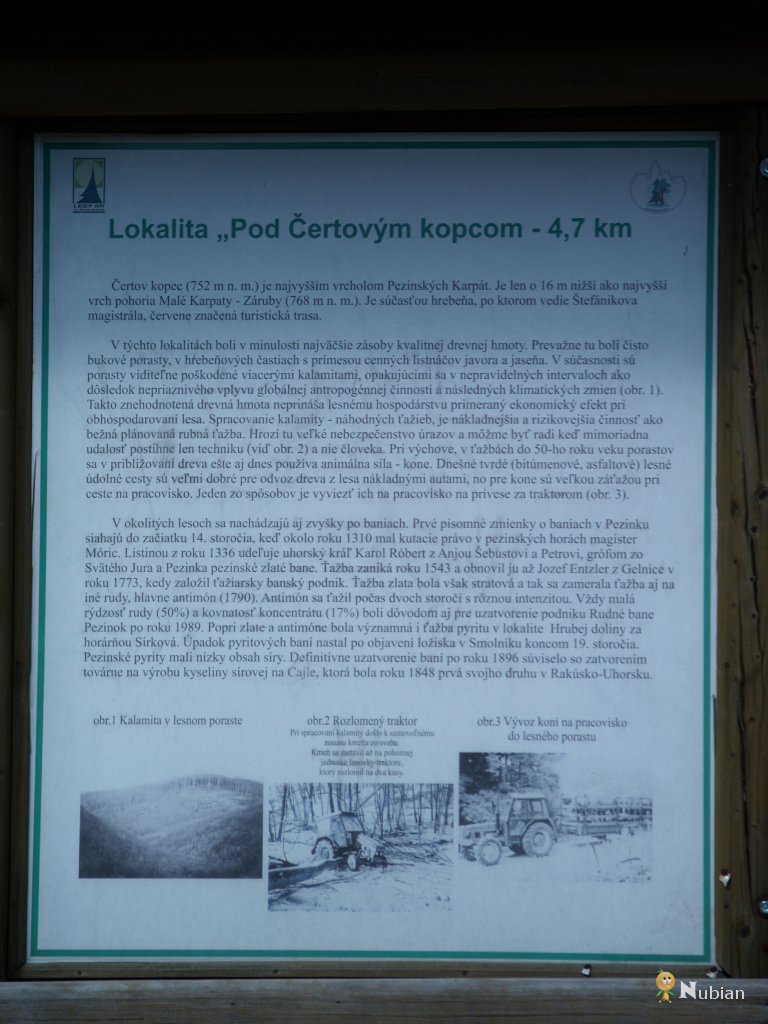 LESY SR
Lokalita „Pod Čertovým kopcom - 4,7 km
Čertov kopec (752 m n. m.) je najvyšším vrcholom Pezinských Karpát. Je len o 16 m nižší ako najvyšší
vrch pohoria Malé Karpaty - Záruby (768 m n. m.). Je súčasťou hrebeňa, po ktorom vedie Štefánikova
magistrála, červene značená turistická trasa.
V týchto lokalitách boli v minulosti najväčšie zásoby kvalitnej drevnej hmoty. Prevažne tu boli čisto
bukové porasty, v hrebeňových častiach s prímesou cenných listnáčov javora a jaseňa. V súčasnosti sú
porasty viditeľne poškodené viacerými kalamitami, opakujúcimi sa v nepravidelných intervaloch ako
dôsledok nepriaznivého vplyvu globálnej antropogénnej činnosti a následných klimatických zmien (obr. 1).
Takto znehodnotená drevná hmota neprináša lesnému hospodárstvu primeraný ekonomický efekt pri
obhospodarovaní lesa. Spracovanie kalamity - náhodných ťažieb, je nákladnejšia a rizikovejšia činnosť ako
bežná plánovaná rubná ťažba. Hrozí tu veľké nebezpečenstvo úrazov a môžme byť radi keď mimoriadna
udalosť postihne len techniku (viď obr. 2) a nie človeka. Pri výchove, v ťažbách do 50-ho roku veku porastov
sa v približovaní dreva ešte aj dnes používa animálna sila - kone. Dnešné tvrdé (bitúmenové, asfaltové) lesné
údolné cesty sú veľmi dobré pre odvoz dreva z lesa nákladnými autami, no pre kone sú veľkou záťažou pri
ceste na pracovisko. Jeden zo spôsobov je vyviezť ich na pracovisko na prívese za traktorom (obr. 3).
V okolitých lesoch sa nachádzajú aj zvyšky po baniach. Prvé písomné zmienky o baniach v Pezinku
siahajú do začiatku 14. storočia, keď okolo roku 1310 mal kutacie právo v pezinských horách magister
Móric. Listinou z roku 1336 udeľuje uhorský kráľ Karol Róbert z Anjou Šebustovi a Petrovi, grófom zo
Svätého Jura a Pezinka pezinské zlaté bane. Ťažba zaniká roku 1543 a obnovil ju až Jozef Entzler z Gelnice v
roku 1773, kedy založil ťažiarsky banský podnik. Ťažba zlata bola však stratová a tak sa zamerala ťažba aj na
iné rudy, hlavne antimón (1790). Antimón sa ťažil počas dvoch storočí s rôznou intenzitou. Vždy malá
rýdzosť rudy (50%) a kovnatosť koncentrátu (17%) boli dôvodom aj pre uzatvorenie podniku Rudné bane
Pezinok po roku 1989. Popri zlate a antimóne bola významná i ťažba pyritu v lokalite Hrubej doliny za
horárňou Sirková. Úpadok pyritových baní nastal po objavení ložiska v Smolníku koncom 19. storočia.
Pezinské pyrity mali nízky obsah síry. Definitívne uzatvorenie baní po roku 1896 súviselo so zatvorením
továrne na výrobu kyseliny sírovej na Cajle, ktorá bola roku 1848 prvá svojho druhu v Rakúsko-Uhorsku.
obr.1 Kalamita v lesnom poraste
obr.2 Rozlomený traktor
Pri spracovaní kalamity došlo k samovoľnému
zosunu kmeňa zo svahu.
Kmeň sa zastavil až na pohonnej
jednotke lanovky-traktore,
ktorý rozlomil na dva kusy.
obr.3 Vývoz koní na pracovisko
do lesného porastu
Nubian